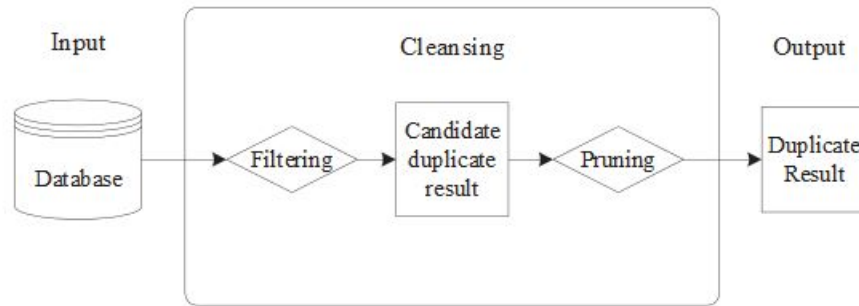 Input
Cleansing
Output
Database
Filtering
Candidate
duplicate
result
Pruning
Duplicate
Result